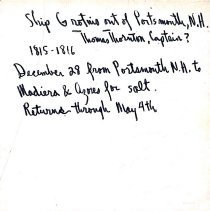 Ship Grotius out of Portsmouth, N.H.
Thomas Thornton, Captain?
1815-1816
December 28 from Portsmouth N.H. to
Madiera & Azores for salt.
Returns through May 4th